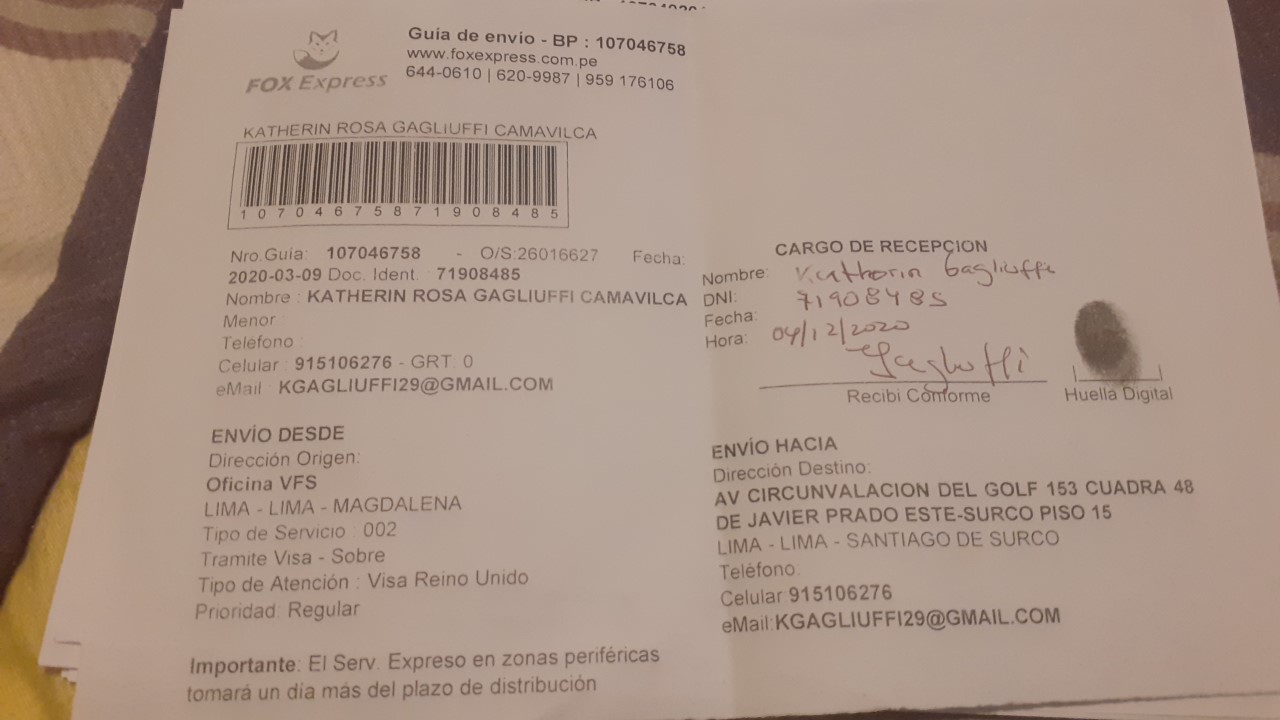 Guía de envío - BP : 107046758
www.foxexpress.com.pe
644-0610 | 620-9987 | 959 176106
FOX Express
KATHERIN ROSA GAGLIUFFI CAMAVILCA
10704675871908485
Nro.Guia: 107046758 - O/S:26016627 Fecha:
2020-03-09 Doc. Ident. : 71908485
Nombre : KATHERIN ROSA GAGLIUFFI CAMAVILCA
Menor :
Telefono :
Celular : 915106276 - GRT: 0
eMail : KGAGLIUFFI29@GMAIL.COM
ENVÍO DESDE
Dirección Origen:
Oficina VFS
LIMA - LIMA - MAGDALENA
Tipo de Servicio : 002
Tramite Visa - Sobre
Tipo de Atención : Visa Reino Unido
Prioridad: Regular
Importante: El Serv. Expreso en zonas periféricas
tomará un día más del plazo de distribución
CARGO DE RECEPCION
Nombre: Katherin Gagliuffi
DNI: 71908485
Fecha: 04/12/2020
Hora:
Gagliuffi
Recibi Conforme
Huella Digital
ENVÍO HACIA
Dirección Destino:
AV CIRCUNVALACION DEL GOLF 153 CUADRA 48
DE JAVIER PRADO ESTE-SURCO PISO 15
LIMA - LIMA - SANTIAGO DE SURCO
Teléfono:
Celular 915106276
eMail:KGAGLIUFFI29@GMAIL.COM